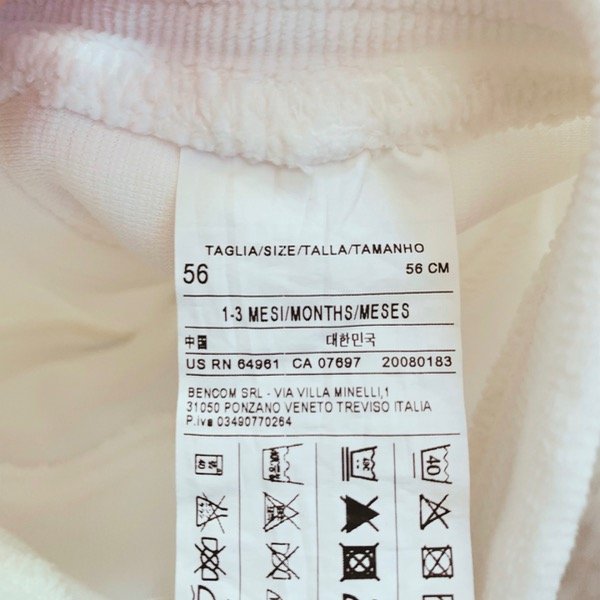 TAGLIA/SIZE/TALLA/TAMANHO
56 56 CM
1-3 MESI/MONTHS/MESES
中国 대한민국
US RN 64961 CA 07697 20080183
BENCOM SRL - VIA VILLA MINELLI,1
31050 PONZANO VENETO TREVISO ITALIA
P.iva 03490770264
40